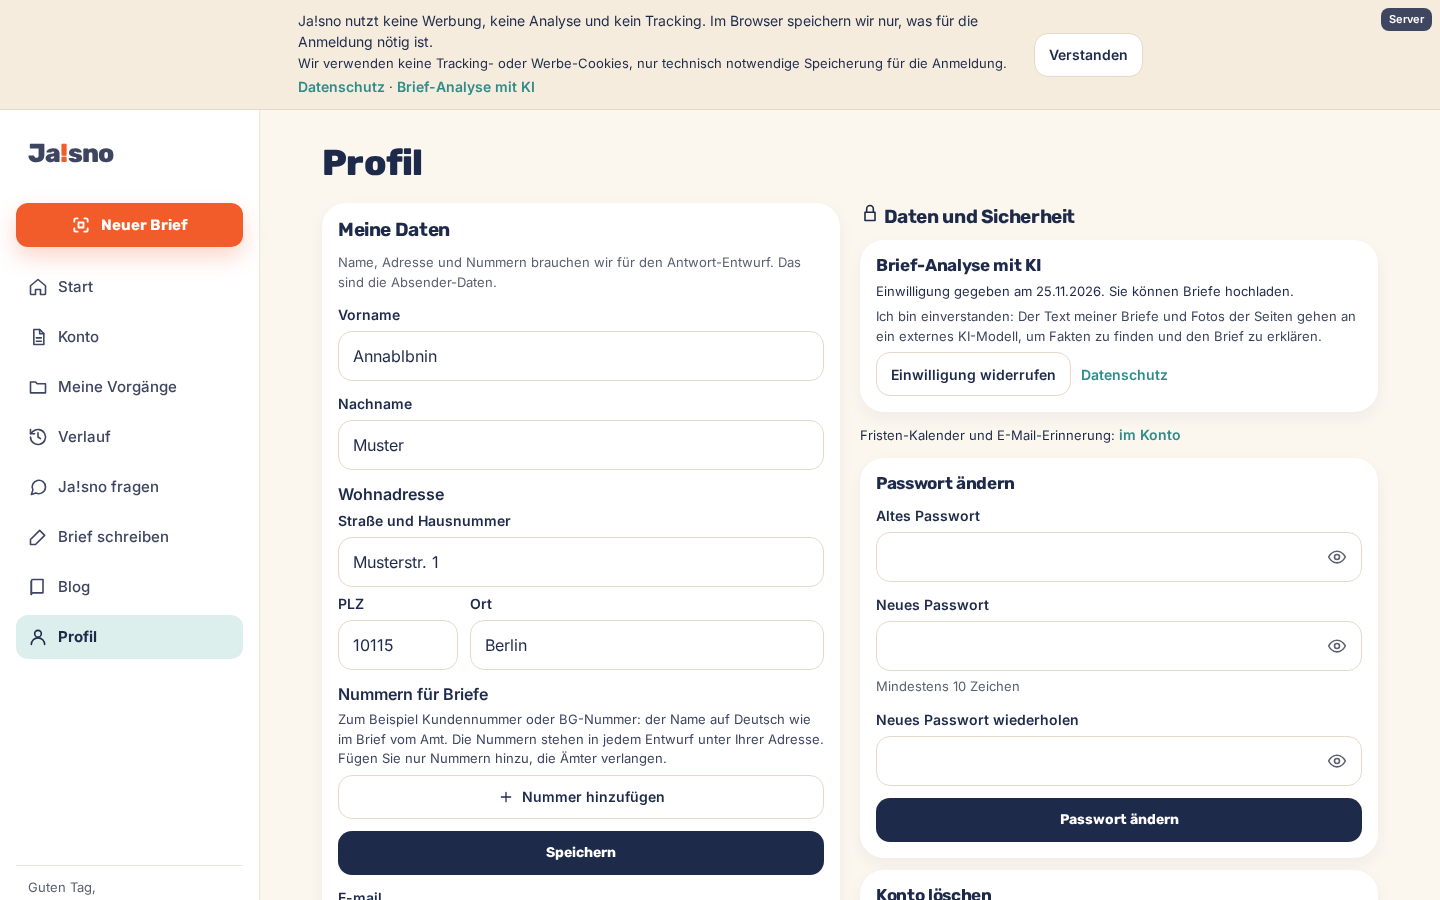 Ja!sno nutzt keine Werbung, keine Analyse und kein Tracking. Im Browser speichern wir nur, was für die
Anmeldung nötig ist.
Wir verwenden keine Tracking- oder Werbe-Cookies, nur technisch notwendige Speicherung für die Anmeldung.
Datenschutz · Brief-Analyse mit KI
Verstanden
Server
Ja!sno
Neuer Brief
Start
Konto
Meine Vorgänge
Verlauf
Ja!sno fragen
Brief schreiben
Blog
Profil
Guten Tag,
Profil
Meine Daten
Name, Adresse und Nummern brauchen wir für den Antwort-Entwurf. Das
sind die Absender-Daten.
Vorname
Annablbnin
Nachname
Muster
Wohnadresse
Straße und Hausnummer
Musterstr. 1
PLZ
Ort
10115
Berlin
Nummern für Briefe
Zum Beispiel Kundennummer oder BG-Nummer: der Name auf Deutsch wie
im Brief vom Amt. Die Nummern stehen in jedem Entwurf unter Ihrer Adresse.
Fügen Sie nur Nummern hinzu, die Ämter verlangen.
Nummer hinzufügen
Speichern
E-mail
Daten und Sicherheit
Brief-Analyse mit KI
Einwilligung gegeben am 25.11.2026. Sie können Briefe hochladen.
Ich bin einverstanden: Der Text meiner Briefe und Fotos der Seiten gehen an
ein externes KI-Modell, um Fakten zu finden und den Brief zu erklären.
Einwilligung widerrufen
Datenschutz
Fristen-Kalender und E-Mail-Erinnerung: im Konto
Passwort ändern
Altes Passwort
Neues Passwort
Mindestens 10 Zeichen
Neues Passwort wiederholen
Passwort ändern
Konto löschen